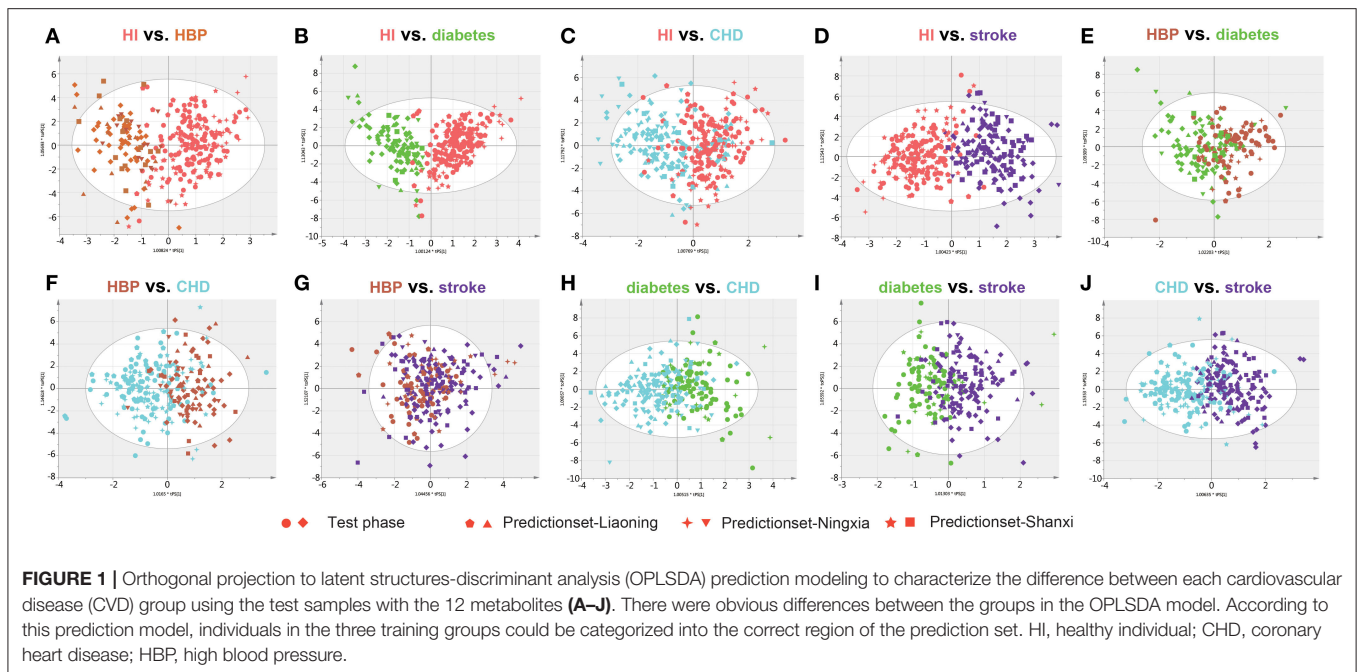 A HI vs. HBP
B HI vs. diabetes
C HI vs. CHD
D HI vs. stroke
E HBP vs. diabetes
F HBP vs. CHD
G HBP vs. stroke
H diabetes vs. CHD
I diabetes vs. stroke
J CHD vs. stroke
Test phase
Predictionset-Liaoning
Predictionset-Ningxia
Predictionset-Shanxi
FIGURE 1 | Orthogonal projection to latent structures-discriminant analysis (OPLSDA) prediction modeling to characterize the difference between each cardiovascular
disease (CVD) group using the test samples with the 12 metabolites (A–J). There were obvious differences between the groups in the OPLSDA model. According to
this prediction model, individuals in the three training groups could be categorized into the correct region of the prediction set. HI, healthy individual; CHD, coronary
heart disease; HBP, high blood pressure.